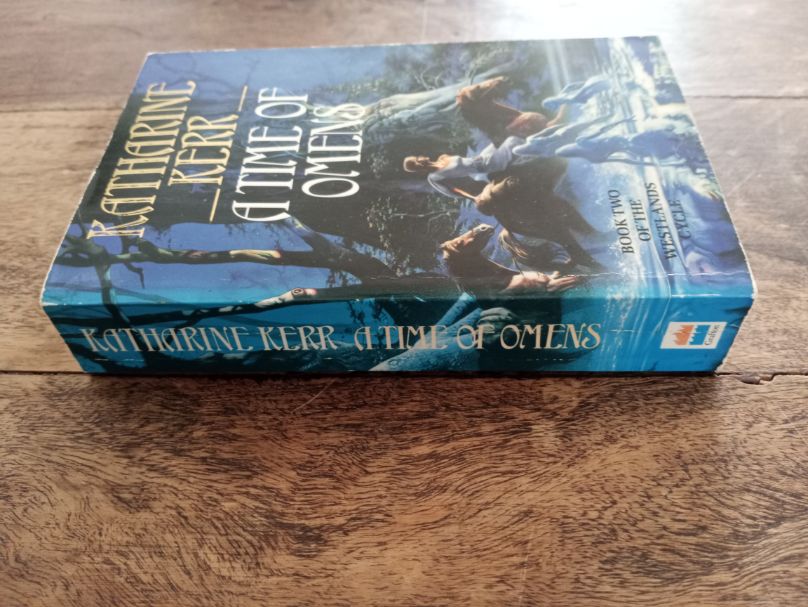 KATHARINE
KERR
A TIME OF
OMENS
BOOK TWO
OF THE
WESTLANDS
CYCLE
KATHARINE KERR A TIME OF OMENS